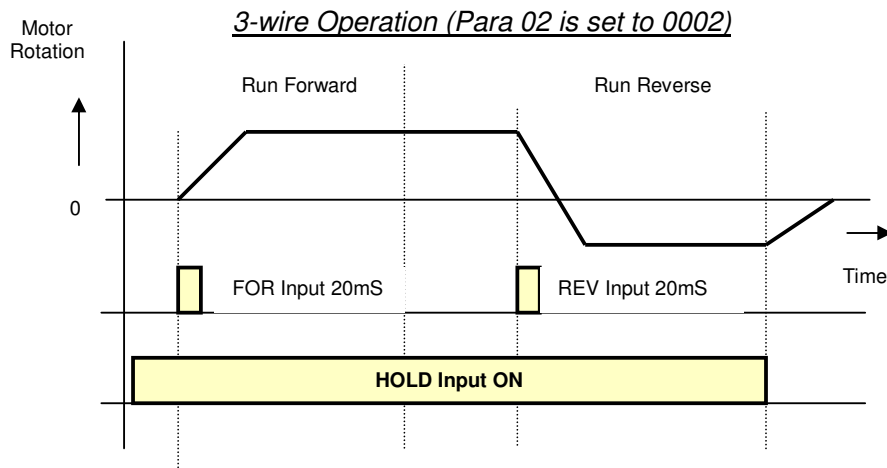 3-wire Operation (Para 02 is set to 0002)
Motor
Rotation
Run Forward
Run Reverse
0
Time
FOR Input 20mS
REV Input 20mS
HOLD Input ON